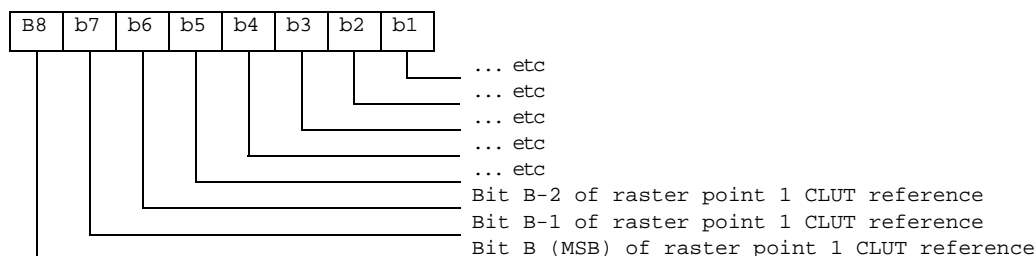 B8 b7 b6 b5 b4 b3 b2 b1
... etc
... etc
... etc
... etc
... etc
Bit B-2 of raster point 1 CLUT reference
Bit B-1 of raster point 1 CLUT reference
Bit B (MSB) of raster point 1 CLUT reference